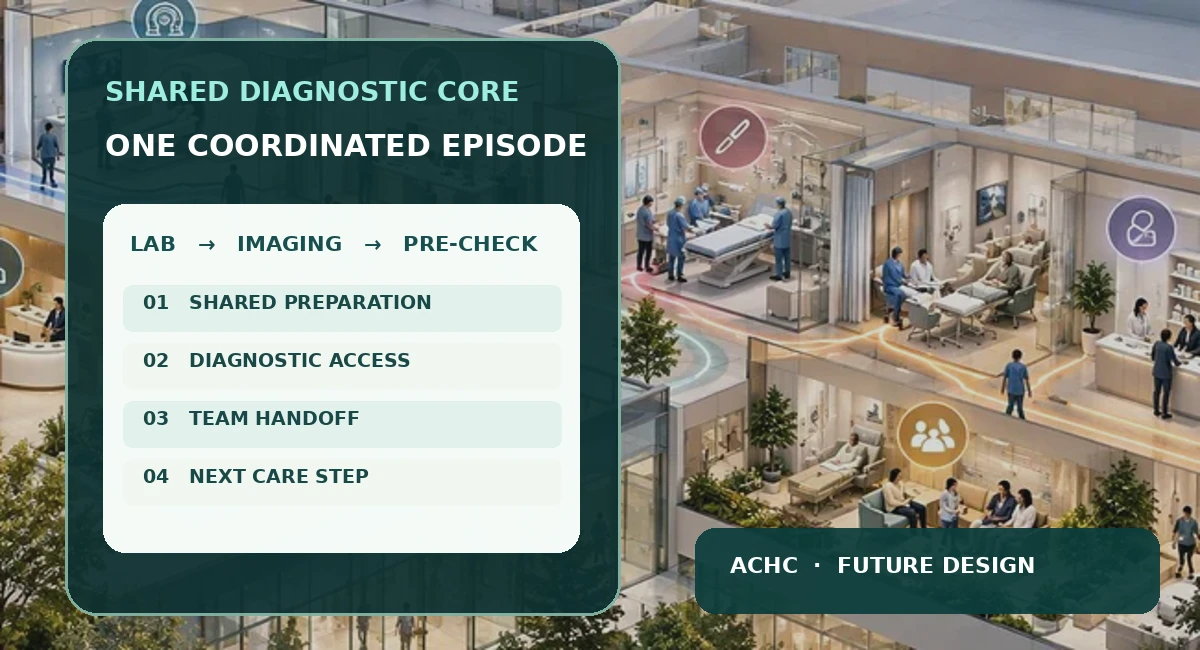 SHARED DIAGNOSTIC CORE
ONE COORDINATED EPISODE
LAB → IMAGING → PRE-CHECK
01 SHARED PREPARATION
02 DIAGNOSTIC ACCESS
03 TEAM HANDOFF
04 NEXT CARE STEP
ACHC · FUTURE DESIGN